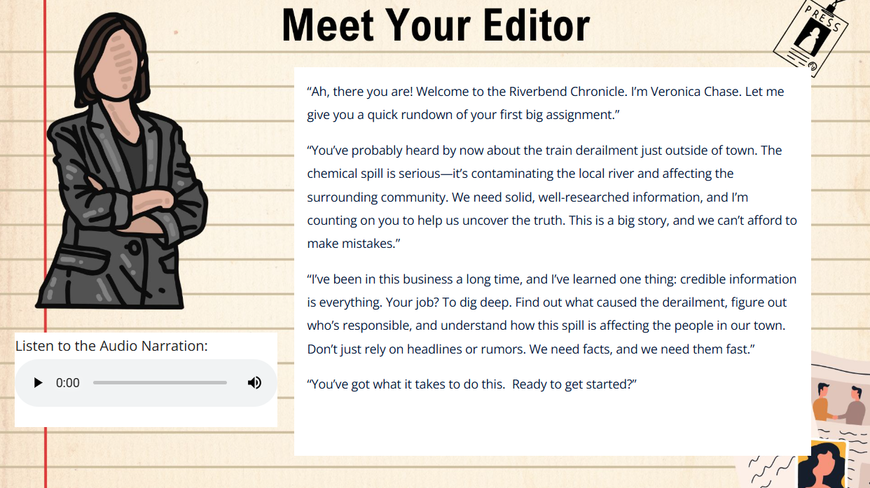 Meet Your Editor
PRESS
“Ah, there you are! Welcome to the Riverbend Chronicle. I’m Veronica Chase. Let me
give you a quick rundown of your first big assignment.”
“You’ve probably heard by now about the train derailment just outside of town. The
chemical spill is serious—it’s contaminating the local river and affecting the
surrounding community. We need solid, well-researched information, and I’m
counting on you to help us uncover the truth. This is a big story, and we can’t afford to
make mistakes.”
“I’ve been in this business a long time, and I’ve learned one thing: credible information
is everything. Your job? To dig deep. Find out what caused the derailment, figure out
who’s responsible, and understand how this spill is affecting the people in our town.
Don’t just rely on headlines or rumors. We need facts, and we need them fast.”
“You’ve got what it takes to do this.  Ready to get started?”
Listen to the Audio Narration:
0:00